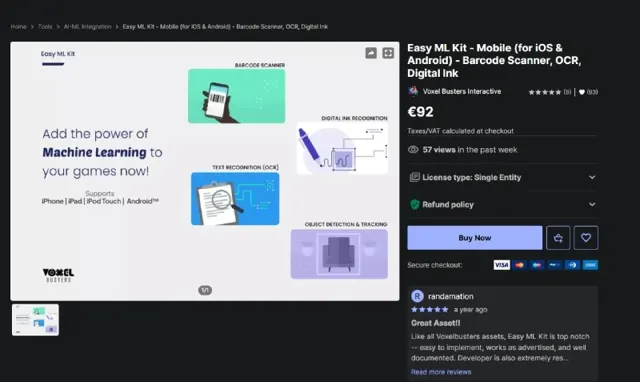 Home > Tools > AI-ML Integration > Easy ML Kit - Mobile (for iOS & Android) - Barcode Scanner, OCR, Digital Ink
Easy ML Kit
BARCODE SCANNER
DIGITAL INK RECOGNITION
Add the power of
Machine Learning to
your games now!
Supports
iPhone | iPad | iPod Touch | Android™
TEXT RECOGNITION (OCR)
OBJECT DETECTION & TRACKING
VOXEL
BUSTERS
1/1
Easy ML Kit - Mobile (for iOS &
Android) - Barcode Scanner, OCR,
Digital Ink
Voxel Busters Interactive
(9) | (93)
€92
Taxes/VAT calculated at checkout
57 views in the past week
License type: Single Entity
Refund policy
Buy Now
Secure checkout:
VISA
R
randamation
a year ago
Great Asset!!
Like all Voxelbusters assets, Easy ML Kit is top notch
-- easy to implement, works as advertised, and well
documented. Developer is also extremely res...
Read more reviews